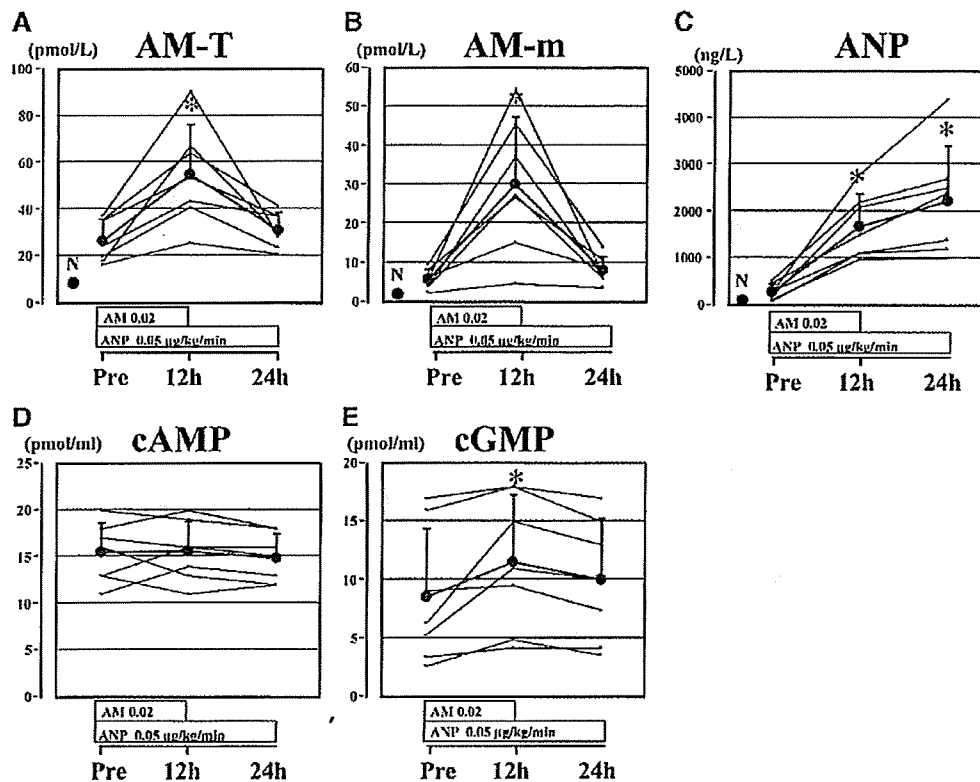 A
(pmol/L)
AM-T
100
80
60
40
20
0
N
*
AM 0.02
ANP 0.05 μg/kg/min
Pre 12h 24h
B
(pmol/L)
AM-m
60
50
40
30
20
10
0
N
*
AM 0.02
ANP 0.05 μg/kg/min
Pre 12h 24h
C
(ng/L)
ANP
5000
4000
3000
2000
1000
0
N
*
*
AM 0.02
ANP 0.05 μg/kg/min
Pre 12h 24h
D
(pmol/ml)
cAMP
25
20
15
10
5
0
AM 0.02
ANP 0.05 μg/kg/min
Pre 12h 24h
E
(pmol/ml)
cGMP
20
15
10
5
0
*
AM 0.02
ANP 0.05 μg/kg/min
Pre 12h 24h